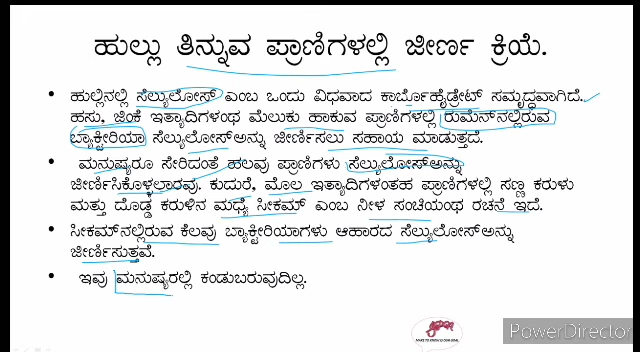 ಹುಲ್ಲು ತಿನ್ನುವ ಪ್ರಾಣಿಗಳಲ್ಲಿ ಜೀರ್ಣ ಕ್ರಿಯೆ.
• ಹುಲ್ಲಿನಲ್ಲಿ ಸೆಲ್ಯುಲೋಸ್ ಎಂಬ ಒಂದು ವಿಧವಾದ ಕಾರ್ಬೊಹೈಡ್ರೇಟ್ ಸಮೃದ್ಧವಾಗಿದೆ.
ಹಸು, ಜಿಂಕೆ ಇತ್ಯಾದಿಗಳಂಥ ಮೆಲುಕು ಹಾಕುವ ಪ್ರಾಣಿಗಳಲ್ಲಿ ರುಮೆನ್‌ನಲ್ಲಿರುವ
ಬ್ಯಾಕ್ಟೀರಿಯಾ ಸೆಲ್ಯುಲೋಸ್‌ಅನ್ನು ಜೀರ್ಣಿಸಲು ಸಹಾಯ ಮಾಡುತ್ತದೆ.
• ಮನುಷ್ಯರೂ ಸೇರಿದಂತೆ ಹಲವು ಪ್ರಾಣಿಗಳು ಸೆಲ್ಯುಲೋಸ್‌ಅನ್ನು
ಜೀರ್ಣಿಸಿಕೊಳ್ಳಲಾರವು. ಕುದುರೆ, ಮೊಲ ಇತ್ಯಾದಿಗಳಂತಹ ಪ್ರಾಣಿಗಳಲ್ಲಿ ಸಣ್ಣ ಕರುಳು
ಮತ್ತು ದೊಡ್ಡ ಕರುಳಿನ ಮಧ್ಯೆ ಸೀಕಮ್ ಎಂಬ ನೀಳ ಸಂಚಿಯಂಥ ರಚನೆ ಇದೆ.
• ಸೀಕಮ್‌ನಲ್ಲಿರುವ ಕೆಲವು ಬ್ಯಾಕ್ಟೀರಿಯಾಗಳು ಆಹಾರದ ಸೆಲ್ಯುಲೋಸ್‌ಅನ್ನು
ಜೀರ್ಣಿಸುತ್ತವೆ.
• ಇವು ಮನುಷ್ಯರಲ್ಲಿ ಕಂಡುಬರುವುದಿಲ್ಲ.
PowerDirector